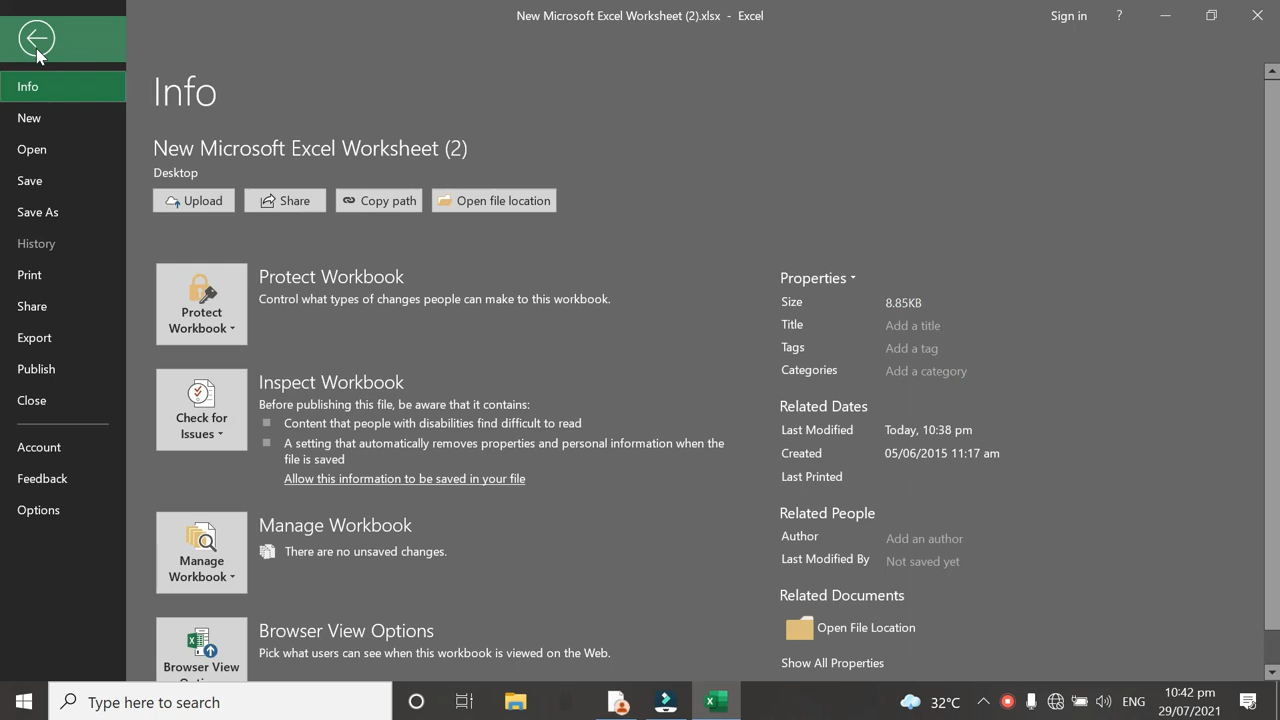 New Microsoft Excel Worksheet (2).xlsx - Excel
Sign in
?
Info
New
Open
Save
Save As
History
Print
Share
Export
Publish
Close
Account
Feedback
Options
Info
New Microsoft Excel Worksheet (2)
Desktop
Upload
Share
Copy path
Open file location
Protect Workbook
Protect Workbook
Control what types of changes people can make to this workbook.
Check for Issues
Inspect Workbook
Before publishing this file, be aware that it contains:
Content that people with disabilities find difficult to read
A setting that automatically removes properties and personal information when the
file is saved
Allow this information to be saved in your file
Manage Workbook
Manage Workbook
There are no unsaved changes.
Browser View
Browser View Options
Pick what users can see when this workbook is viewed on the Web.
Properties
Size 8.85KB
Title Add a title
Tags Add a tag
Categories Add a category
Related Dates
Last Modified Today, 10:38 pm
Created 05/06/2015 11:17 am
Last Printed
Related People
Author Add an author
Last Modified By Not saved yet
Related Documents
Open File Location
Show All Properties
Type here to search
32°C
ENG
10:42 pm
29/07/2021